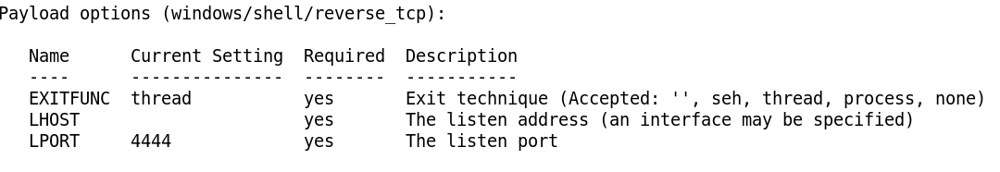 Payload options (windows/shell/reverse_tcp):
Name Current Setting Required Description
---- --------------- -------- -----------
EXITFUNC thread yes Exit technique (Accepted: '', seh, thread, process, none)
LHOST yes The listen address (an interface may be specified)
LPORT 4444 yes The listen port